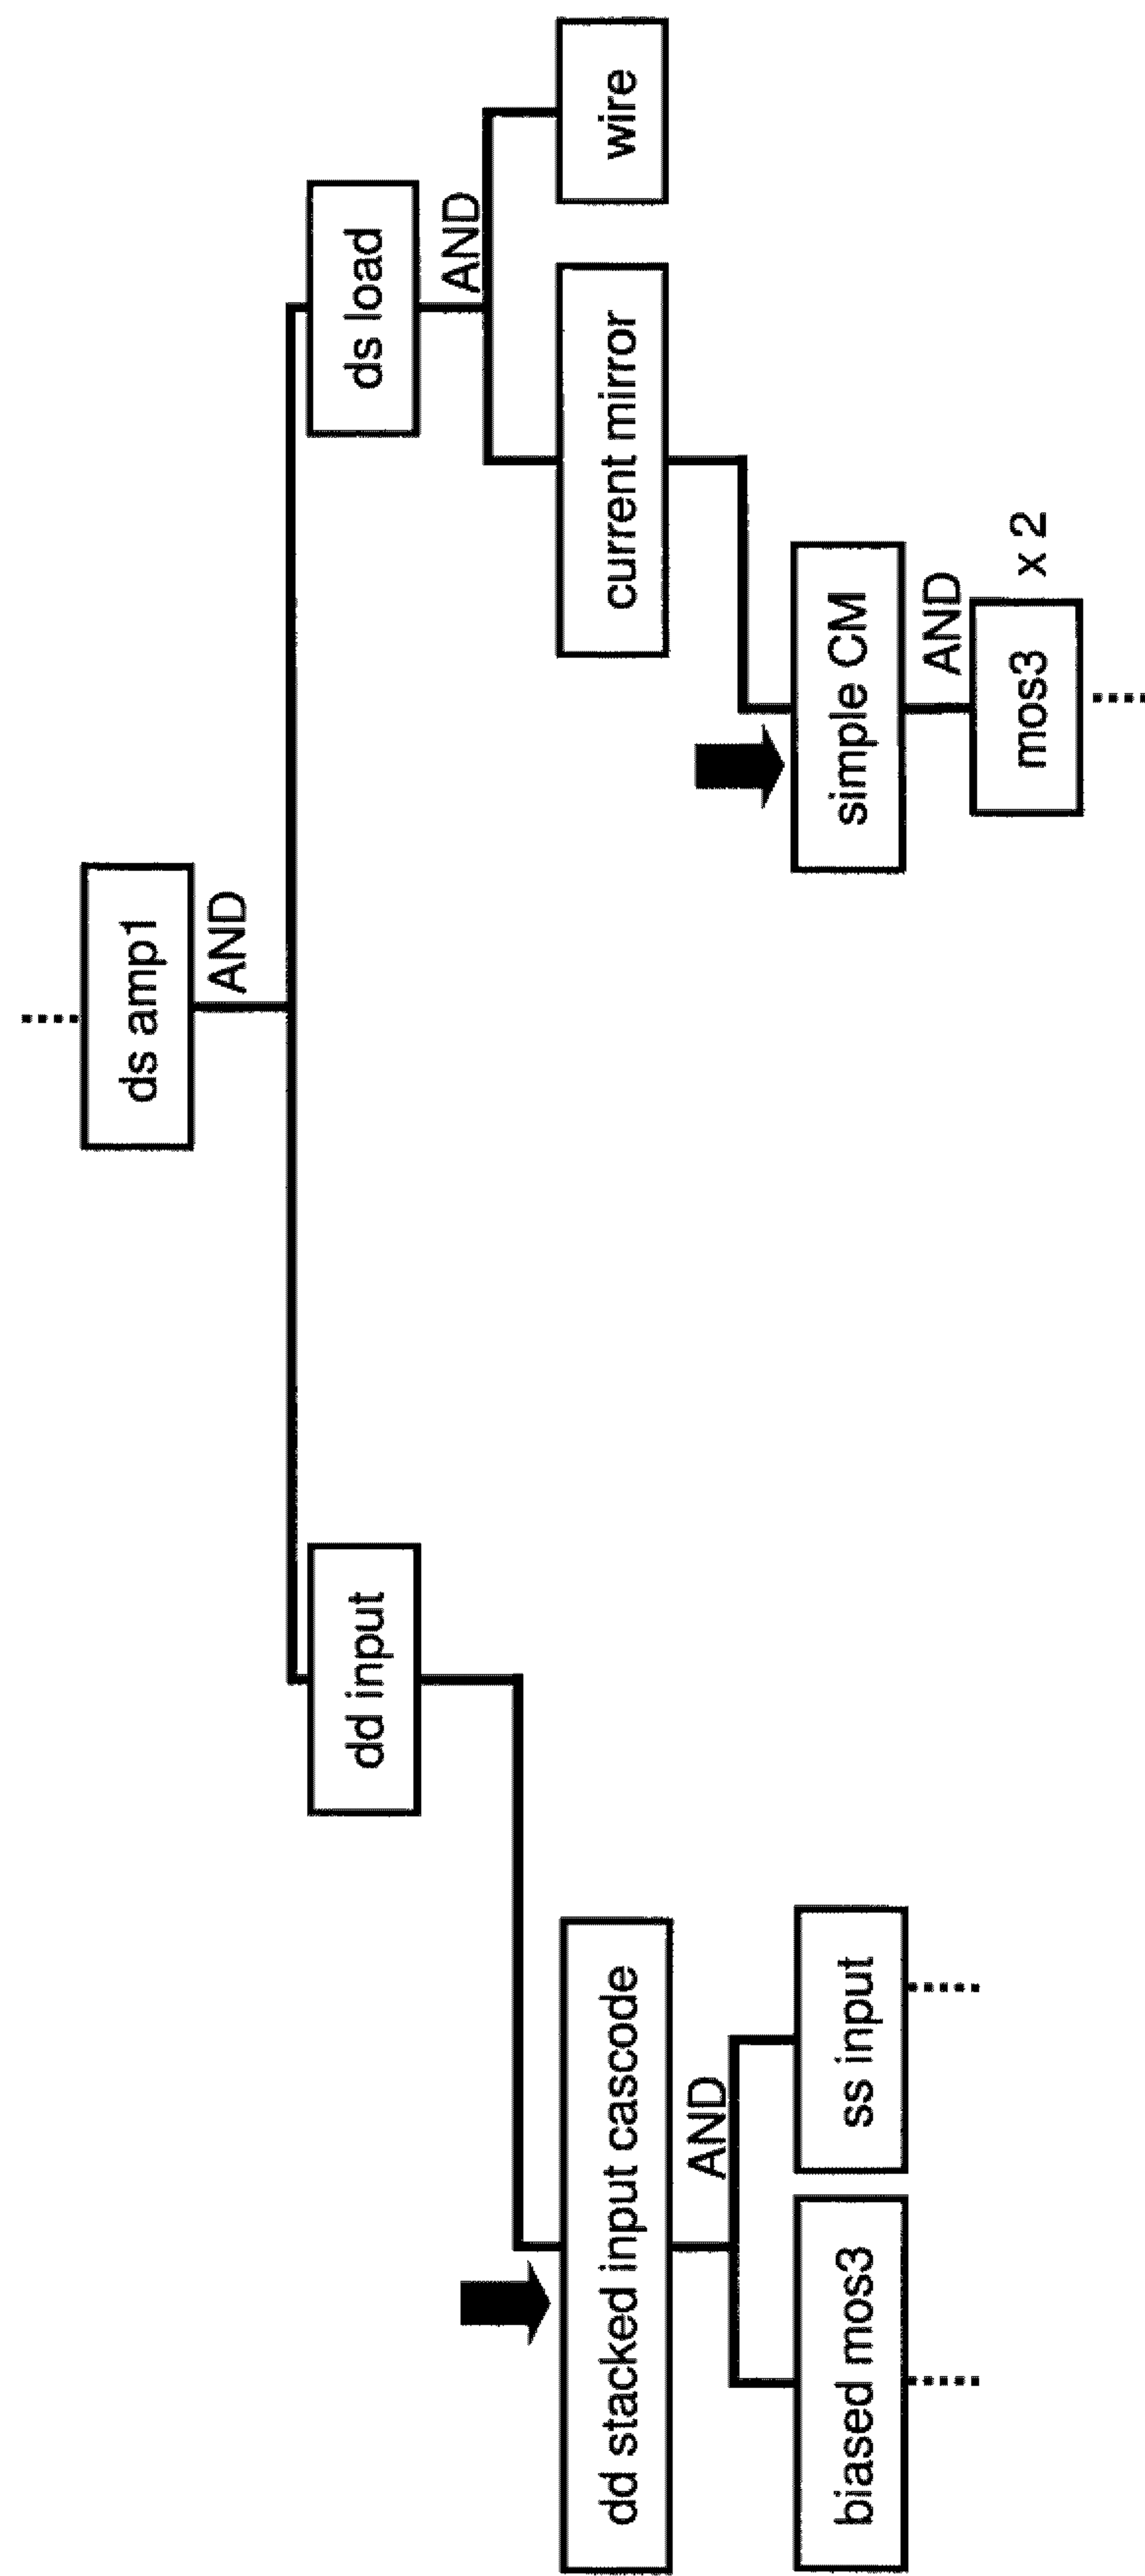 ds amp1
AND
dd input
ds load
AND
dd stacked input cascode
current mirror
wire
AND
biased mos3
ss input
simple CM
AND
mos3
x 2